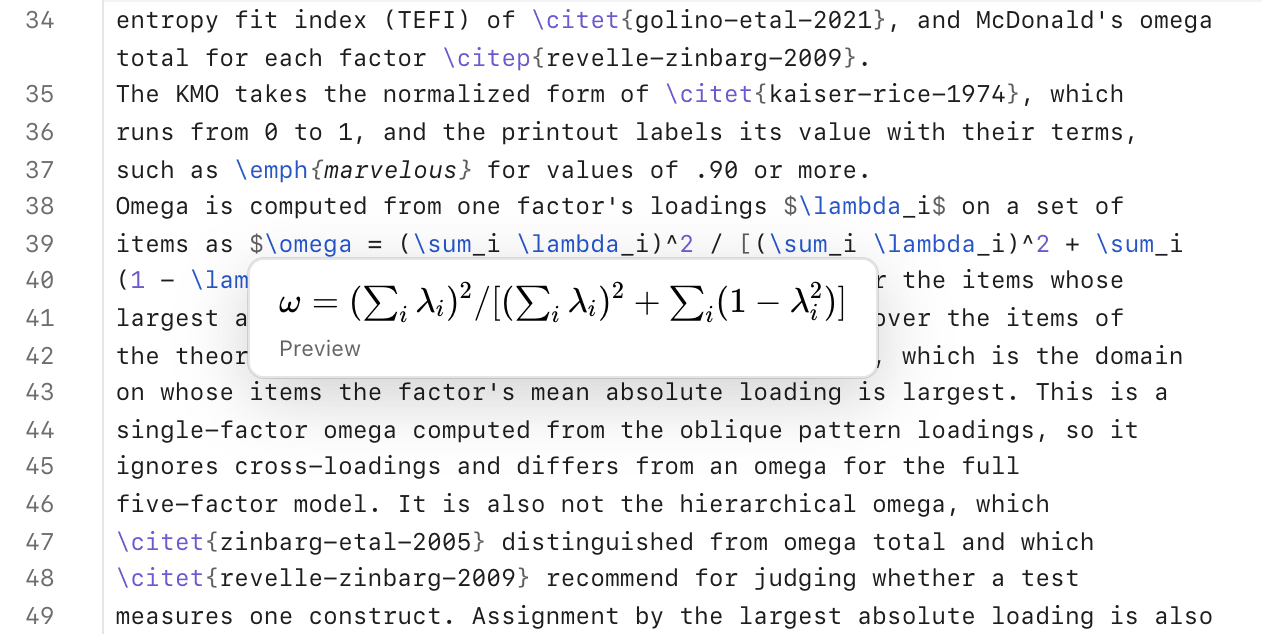 34 entropy fit index (TEFI) of \citet{golino-etal-2021}, and McDonald's omega
total for each factor \citep{revelle-zinbarg-2009}.
35 The KMO takes the normalized form of \citet{kaiser-rice-1974}, which
36 runs from 0 to 1, and the printout labels its value with their terms,
37 such as \emph{marvelous} for values of .90 or more.
38 Omega is computed from one factor's loadings $\lambda_i$ on a set of
39 items as $\omega = (\sum_i \lambda_i)^2 / [(\sum_i \lambda_i)^2 + \sum_i
40 (1 - \lam r the items whose
ω = (∑ᵢ λᵢ)²/[(∑ᵢ λᵢ)² + ∑ᵢ(1 − λᵢ²)]
41 largest a over the items of
Preview
42 the theor , which is the domain
43 on whose items the factor's mean absolute loading is largest. This is a
44 single-factor omega computed from the oblique pattern loadings, so it
45 ignores cross-loadings and differs from an omega for the full
46 five-factor model. It is also not the hierarchical omega, which
47 \citet{zinbarg-etal-2005} distinguished from omega total and which
48 \citet{revelle-zinbarg-2009} recommend for judging whether a test
49 measures one construct. Assignment by the largest absolute loading is also